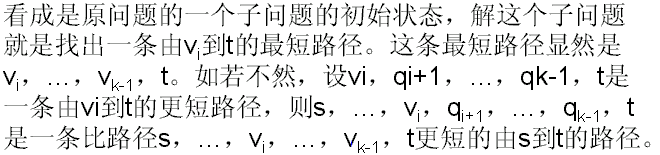 看成是原问题的一个子问题的初始状态，解这个子问题
就是找出一条由vi到t的最短路径。这条最短路径显然是
vi，…，vk-1，t。如若不然，设vi，qi+1，…，qk-1，t是
一条由vi到t的更短路径，则s，…，vi，qi+1，…，qk-1，t
是一条比路径s，…，vi，…，vk-1，t更短的由s到t的路径。